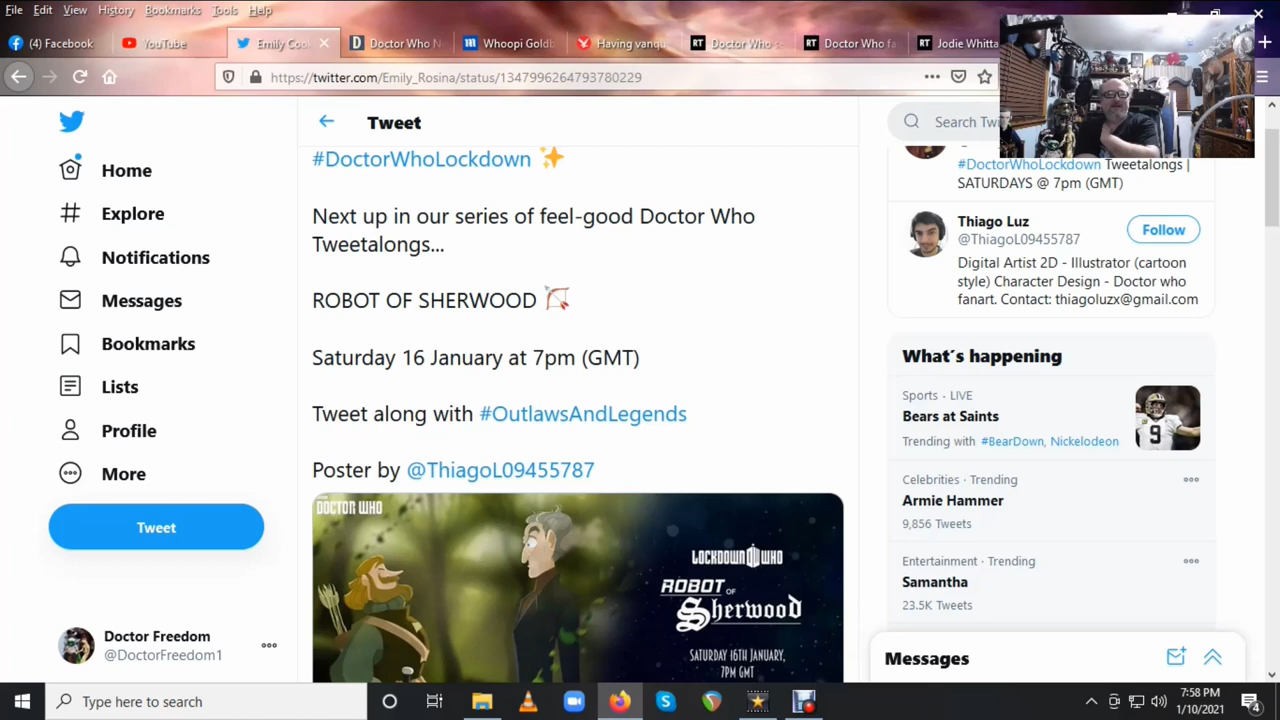 File Edit View History Bookmarks Tools Help
(4) Facebook
YouTube
Emily Coo
Doctor Who N
Whoopi Goldb
Having vanqu
Doctor Who s
Doctor Who fa
Jodie Whitta
https://twitter.com/Emily_Rosina/status/1347996264793780229
Home
Explore
Notifications
Messages
Bookmarks
Lists
Profile
More
Tweet
Doctor Freedom
@DoctorFreedom1
Tweet
#DoctorWhoLockdown
Next up in our series of feel-good Doctor Who
Tweetalongs...
ROBOT OF SHERWOOD
Saturday 16 January at 7pm (GMT)
Tweet along with #OutlawsAndLegends
Poster by @ThiagoL09455787
DOCTOR WHO
LOCKDOWN WHO
ROBOT OF
Sherwood
SATURDAY 16TH JANUARY,
7PM GMT
Search Twi
#DoctorWhoLockdown Tweetalongs |
SATURDAYS @ 7pm (GMT)
Thiago Luz
@ThiagoL09455787
Follow
Digital Artist 2D - Illustrator (cartoon
style) Character Design - Doctor who
fanart. Contact: thiagoluzx@gmail.com
What´s happening
Sports · LIVE
Bears at Saints
Trending with #BearDown, Nickelodeon
Celebrities · Trending
Armie Hammer
9,856 Tweets
Entertainment · Trending
Samantha
23.5K Tweets
Messages
Type here to search
7:58 PM
1/10/2021
4